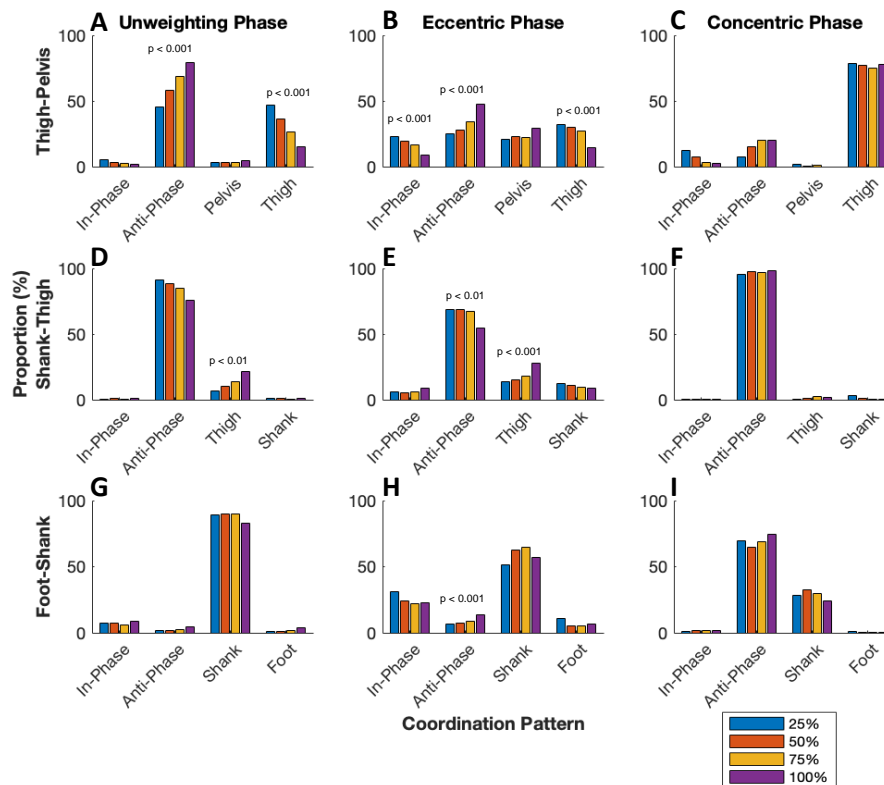 A Unweighting Phase
B Eccentric Phase
C Concentric Phase
Thigh-Pelvis
100
50
0
p < 0.001
p < 0.001
In-Phase
Anti-Phase
Pelvis
Thigh
100
50
0
p < 0.001
p < 0.001
p < 0.001
In-Phase
Anti-Phase
Pelvis
Thigh
100
50
0
In-Phase
Anti-Phase
Pelvis
Thigh
Proportion (%)
Shank-Thigh
D
100
50
0
p < 0.01
In-Phase
Anti-Phase
Thigh
Shank
E
100
50
0
p < 0.01
p < 0.001
In-Phase
Anti-Phase
Thigh
Shank
F
100
50
0
In-Phase
Anti-Phase
Thigh
Shank
Foot-Shank
G
100
50
0
In-Phase
Anti-Phase
Shank
Foot
H
100
50
0
p < 0.001
In-Phase
Anti-Phase
Shank
Foot
I
100
50
0
In-Phase
Anti-Phase
Shank
Foot
Coordination Pattern
25%
50%
75%
100%